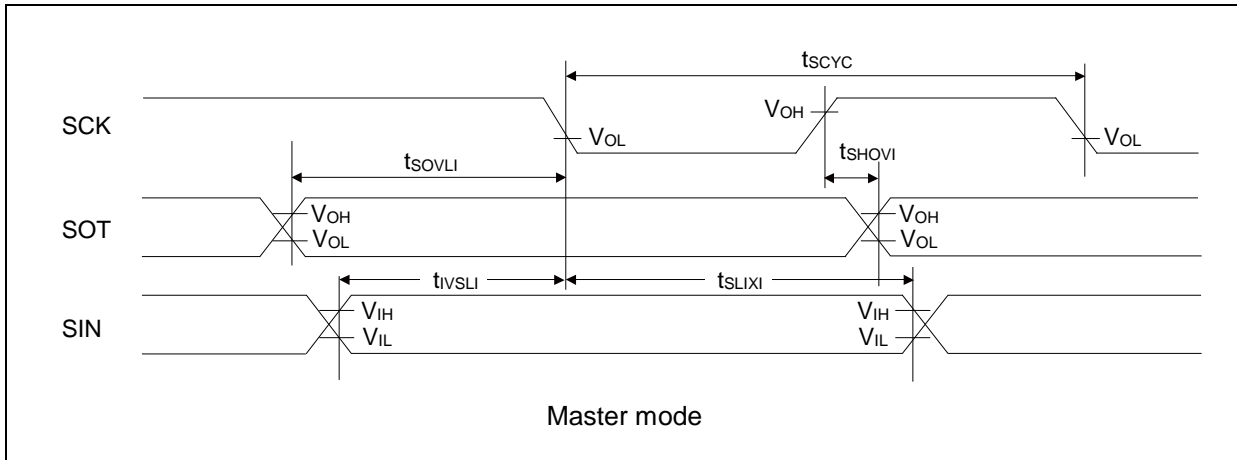 tSCYC
SCK
VOH
VOL
VOL
tSHOVI
tSOVLI
SOT
VOH
VOH
VOL
VOL
tIVSLI
tSLIXI
SIN
VIH
VIH
VIL
VIL
Master mode